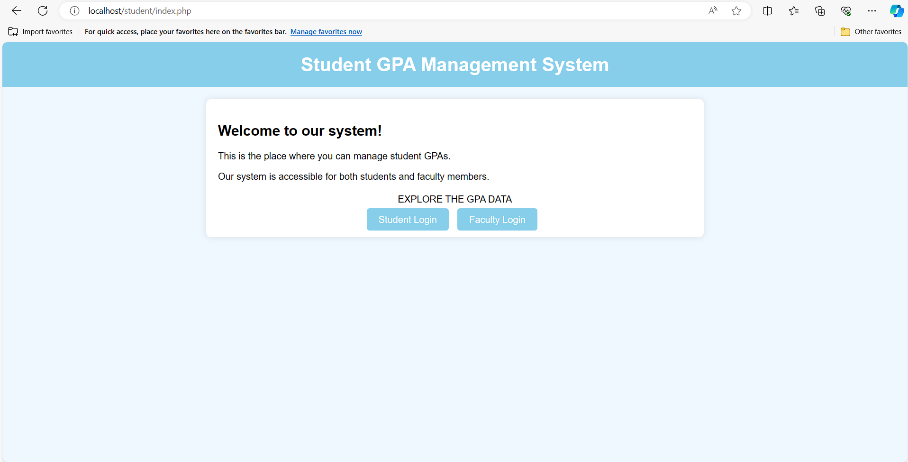 localhost/student/index.php
Import favorites For quick access, place your favorites here on the favorites bar. Manage favorites now Other favorites
Student GPA Management System
Welcome to our system!
This is the place where you can manage student GPAs.
Our system is accessible for both students and faculty members.
EXPLORE THE GPA DATA
Student Login Faculty Login